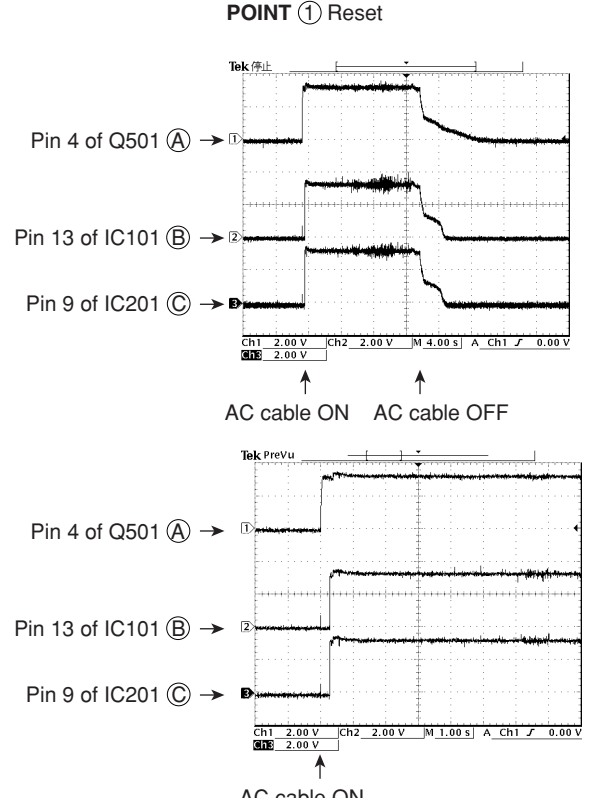 POINT ① Reset
Tek 停止
Pin 4 of Q501 Ⓐ → 1
Pin 13 of IC101 Ⓑ → 2
Pin 9 of IC201 Ⓒ → 3
Ch1 2.00 V Ch2 2.00 V M 4.00 s A Ch1 ƒ 0.00 V
Ch3 2.00 V
AC cable ON AC cable OFF
Tek PreVu
Pin 4 of Q501 Ⓐ → 1
Pin 13 of IC101 Ⓑ → 2
Pin 9 of IC201 Ⓒ → 3
Ch1 2.00 V Ch2 2.00 V M 1.00 s A Ch1 ƒ 0.00 V
Ch3 2.00 V
AC cable ON